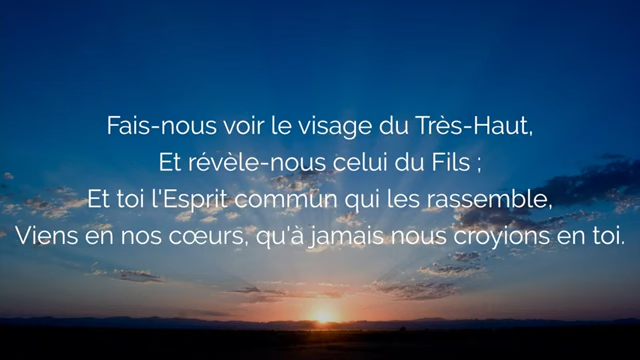 Fais-nous voir le visage du Très-Haut,
Et révèle-nous celui du Fils ;
Et toi l'Esprit commun qui les rassemble,
Viens en nos cœurs, qu'à jamais nous croyions en toi.